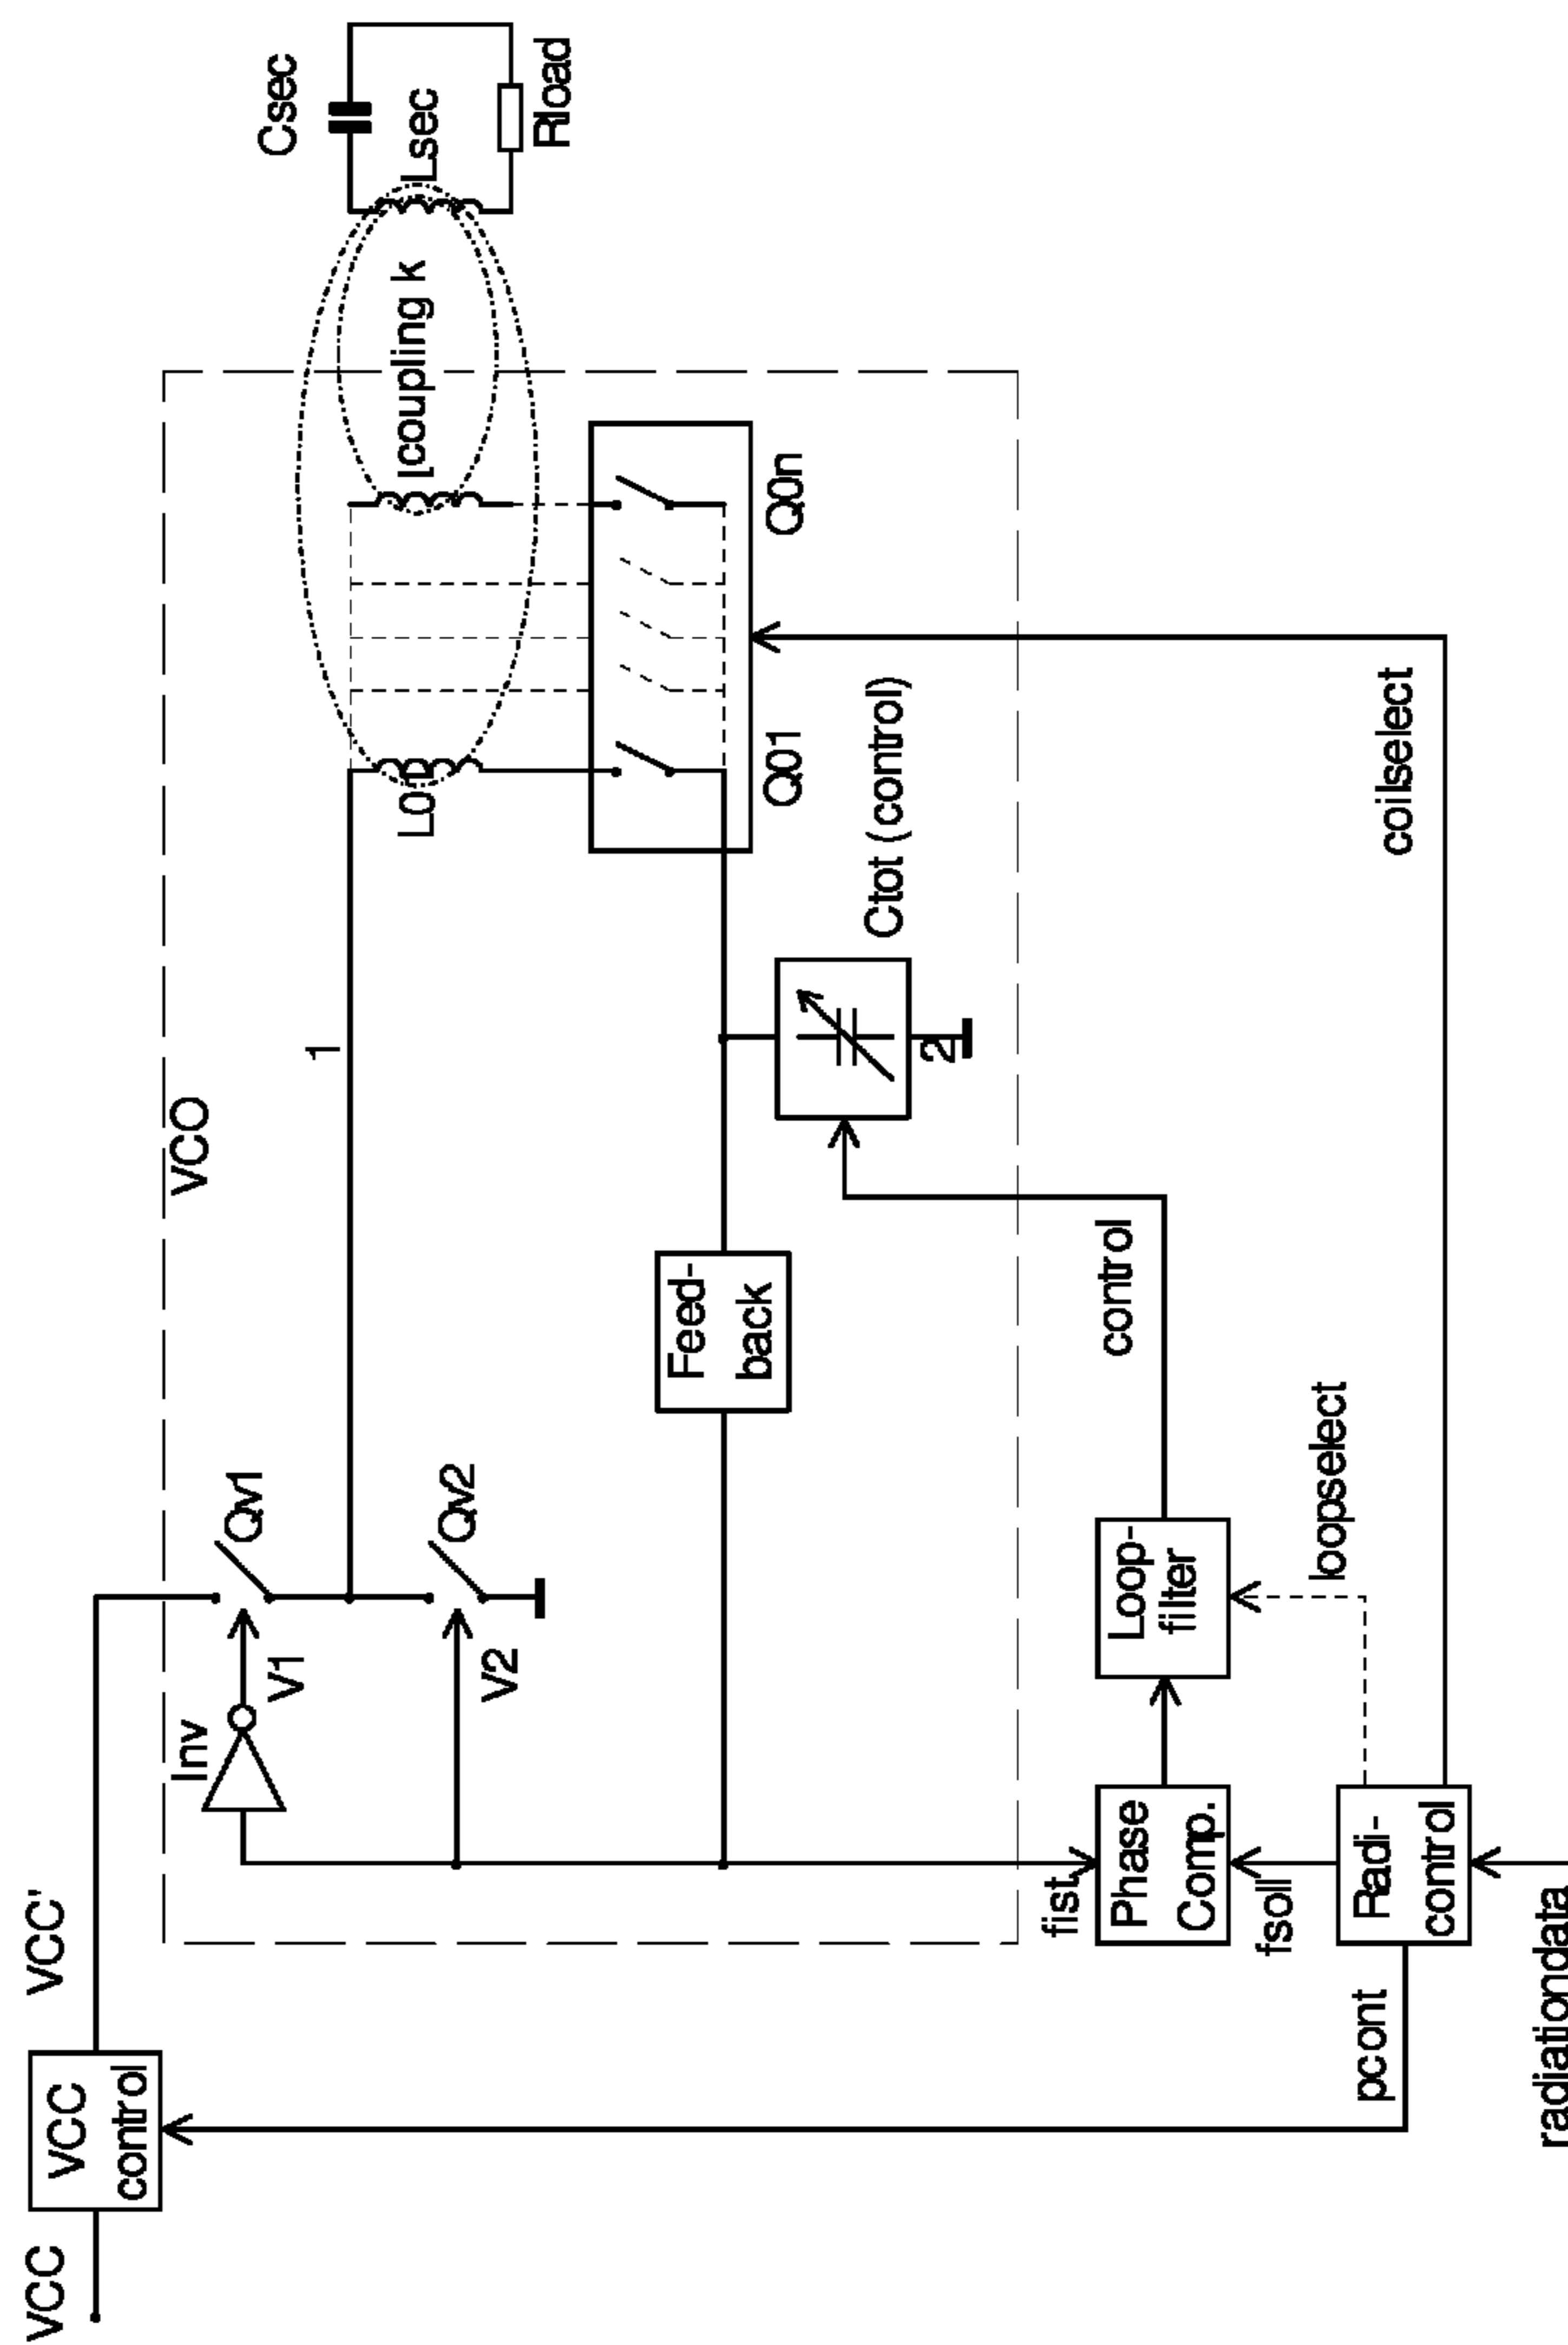 VCC
VCC
control
VCC'
VCO
Inv
V1
Qv1
V2
Qv2
1
L01
coupling k
Lsec
Csec
Rload
Q01
Q0n
Feed-
back
Ctot (control)
2
fist
Phase
Comp.
Loop-
filter
control
fsoll
loopselect
Radi-
control
coilselect
pcont
radiationdata